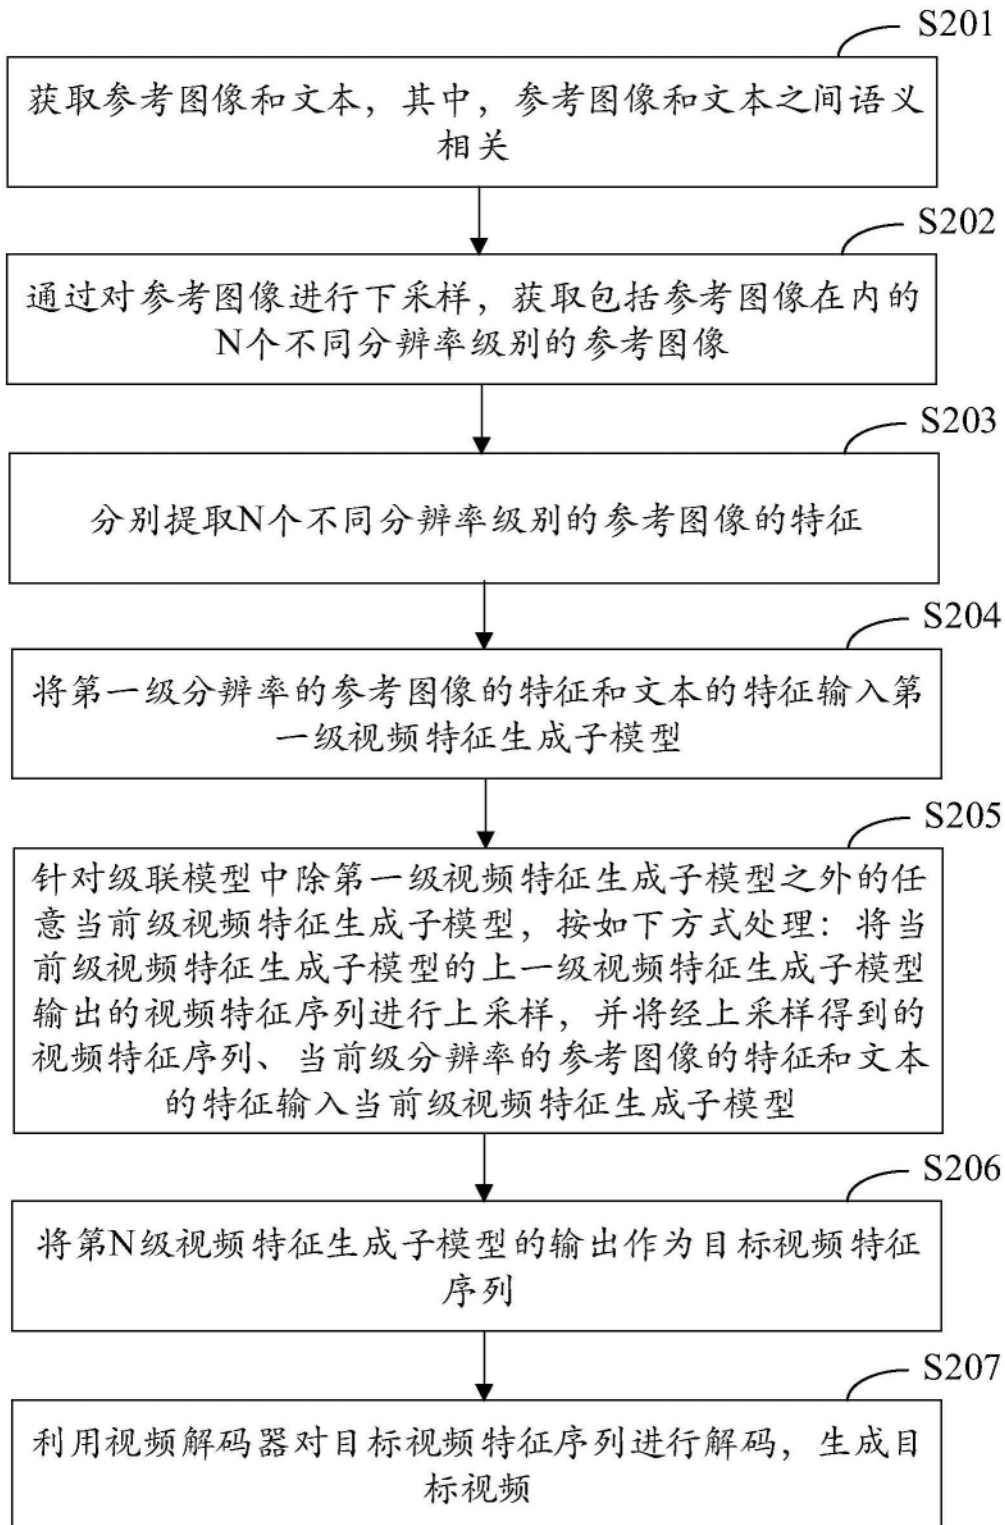 S201
获取参考图像和文本，其中，参考图像和文本之间语义
相关
S202
通过对参考图像进行下采样，获取包括参考图像在内的
N个不同分辨率级别的参考图像
S203
分别提取N个不同分辨率级别的参考图像的特征
S204
将第一级分辨率的参考图像的特征和文本的特征输入第
一级视频特征生成子模型
S205
针对级联模型中除第一级视频特征生成子模型之外的任
意当前级视频特征生成子模型，按如下方式处理：将当
前级视频特征生成子模型的上一级视频特征生成子模型
输出的视频特征序列进行上采样，并将经上采样得到的
视频特征序列、当前级分辨率的参考图像的特征和文本
的特征输入当前级视频特征生成子模型
S206
将第N级视频特征生成子模型的输出作为目标视频特征
序列
S207
利用视频解码器对目标视频特征序列进行解码，生成目
标视频